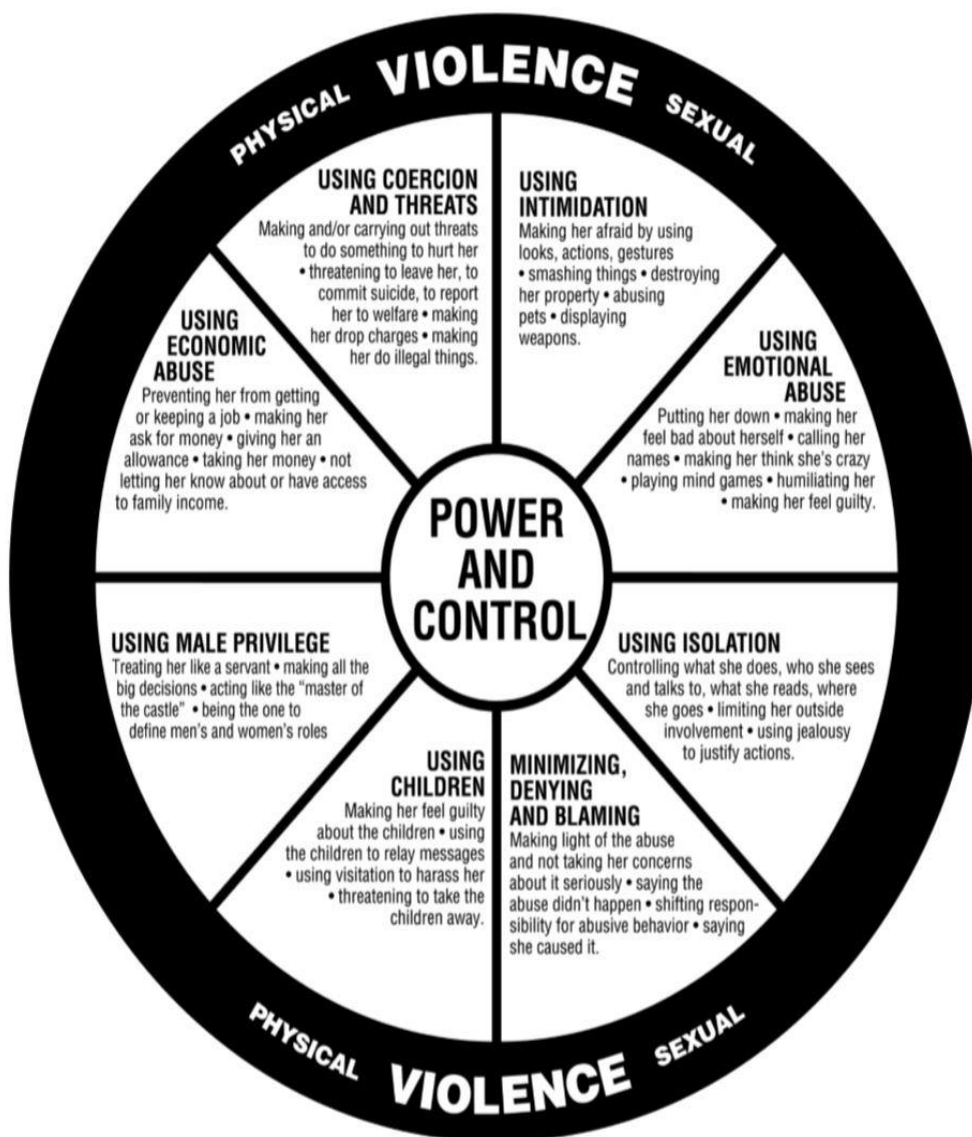 PHYSICAL VIOLENCE SEXUAL
USING COERCION
AND THREATS
Making and/or carrying out threats
to do something to hurt her
• threatening to leave her, to
commit suicide, to report
her to welfare • making
her drop charges • making
her do illegal things.
USING
INTIMIDATION
Making her afraid by using
looks, actions, gestures
• smashing things • destroying
her property • abusing
pets • displaying
weapons.
USING
ECONOMIC
ABUSE
Preventing her from getting
or keeping a job • making her
ask for money • giving her an
allowance • taking her money • not
letting her know about or have access
to family income.
USING
EMOTIONAL
ABUSE
Putting her down • making her
feel bad about herself • calling her
names • making her think she's crazy
• playing mind games • humiliating her
• making her feel guilty.
POWER
AND
CONTROL
USING MALE PRIVILEGE
Treating her like a servant • making all the
big decisions • acting like the “master of
the castle” • being the one to
define men's and women's roles
USING ISOLATION
Controlling what she does, who she sees
and talks to, what she reads, where
she goes • limiting her outside
involvement • using jealousy
to justify actions.
USING
CHILDREN
Making her feel guilty
about the children • using
the children to relay messages
• using visitation to harass her
• threatening to take the
children away.
MINIMIZING,
DENYING
AND BLAMING
Making light of the abuse
and not taking her concerns
about it seriously • saying the
abuse didn't happen • shifting respon-
sibility for abusive behavior • saying
she caused it.
PHYSICAL VIOLENCE SEXUAL